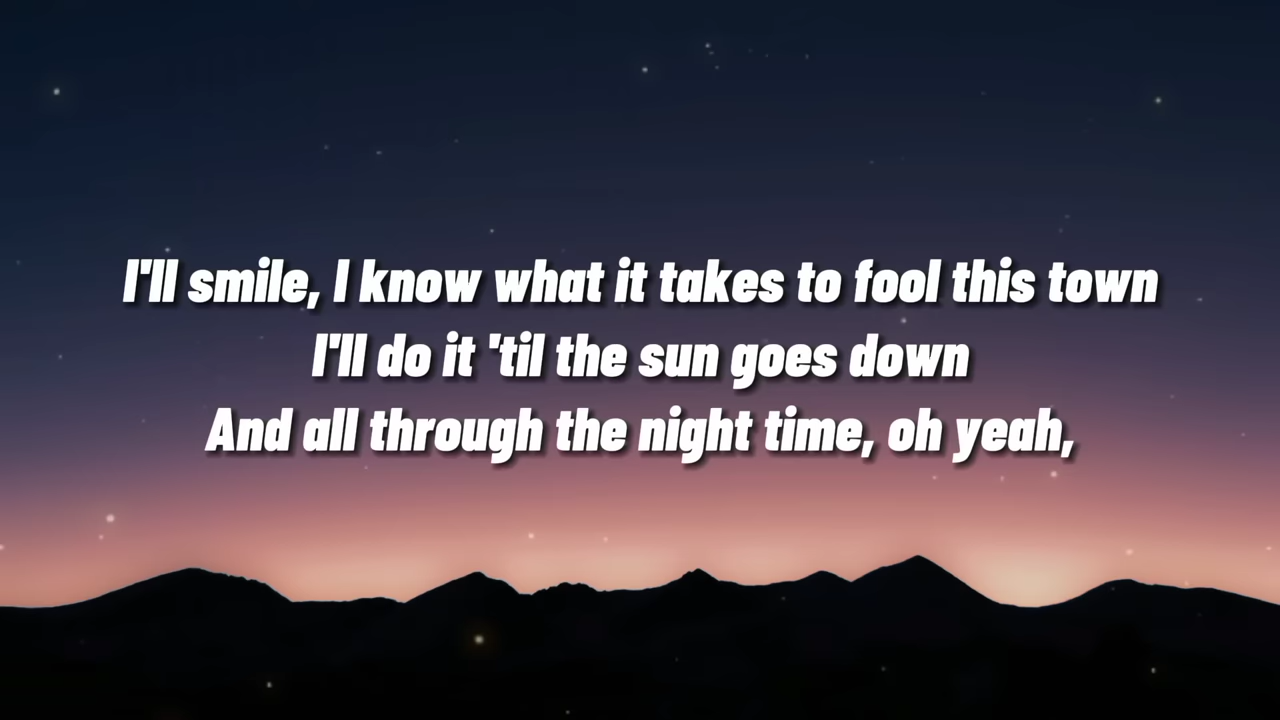 I'll smile, I know what it takes to fool this town
I'll do it 'til the sun goes down
And all through the night time, oh yeah,